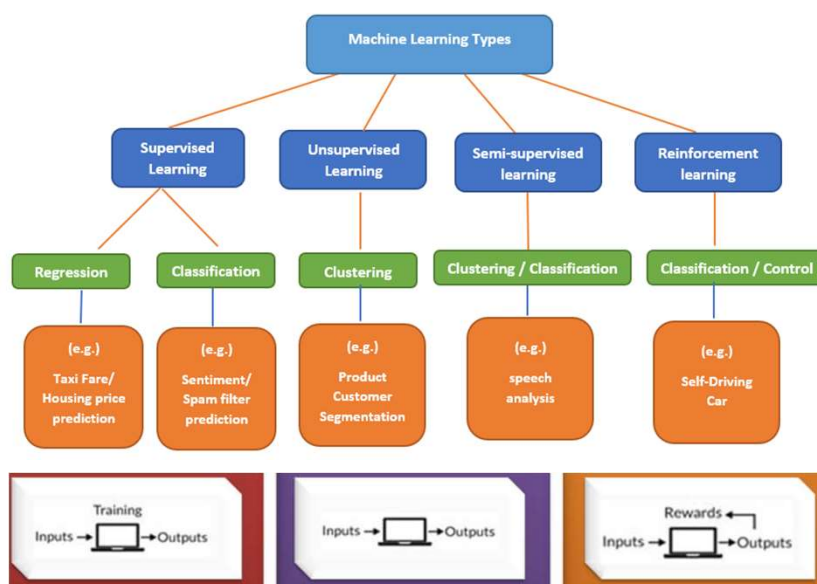 Machine Learning Types
Supervised
Learning
Unsupervised
Learning
Semi-supervised
learning
Reinforcement
learning
Regression
Classification
Clustering
Clustering / Classification
Classification / Control
(e.g.)
Taxi Fare/
Housing price
prediction
(e.g.)
Sentiment/
Spam filter
prediction
(e.g.)
Product
Customer
Segmentation
(e.g.)
speech
analysis
(e.g.)
Self-Driving
Car
Training
Inputs
Outputs
Inputs
Outputs
Rewards
Inputs
Outputs